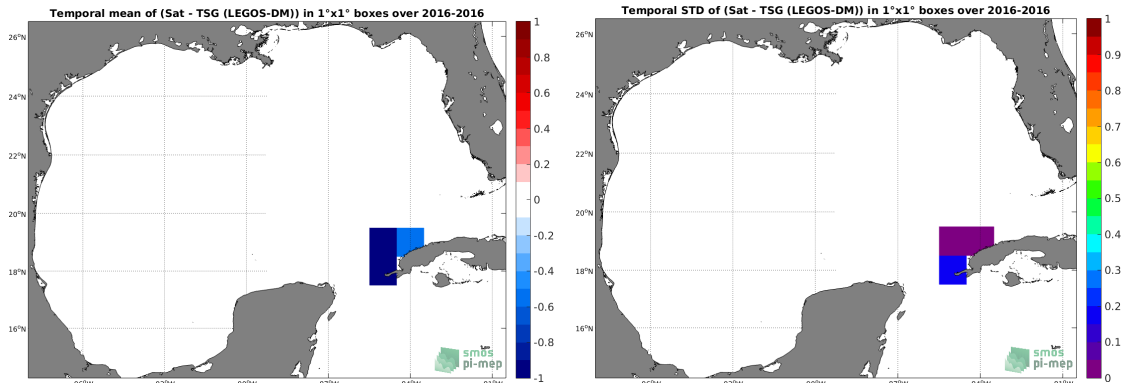 Temporal mean of (Sat - TSG (LEGOS-DM)) in 1°x1° boxes over 2016-2016
26°N
24°N
22°N
20°N
18°N
16°N
1
0.8
0.6
0.4
0.2
0
-0.2
-0.4
-0.6
-0.8
-1
smos
pi-mep
Temporal STD of (Sat - TSG (LEGOS-DM)) in 1°x1° boxes over 2016-2016
26°N
24°N
22°N
20°N
18°N
16°N
1
0.9
0.8
0.7
0.6
0.5
0.4
0.3
0.2
0.1
0
smos
pi-mep